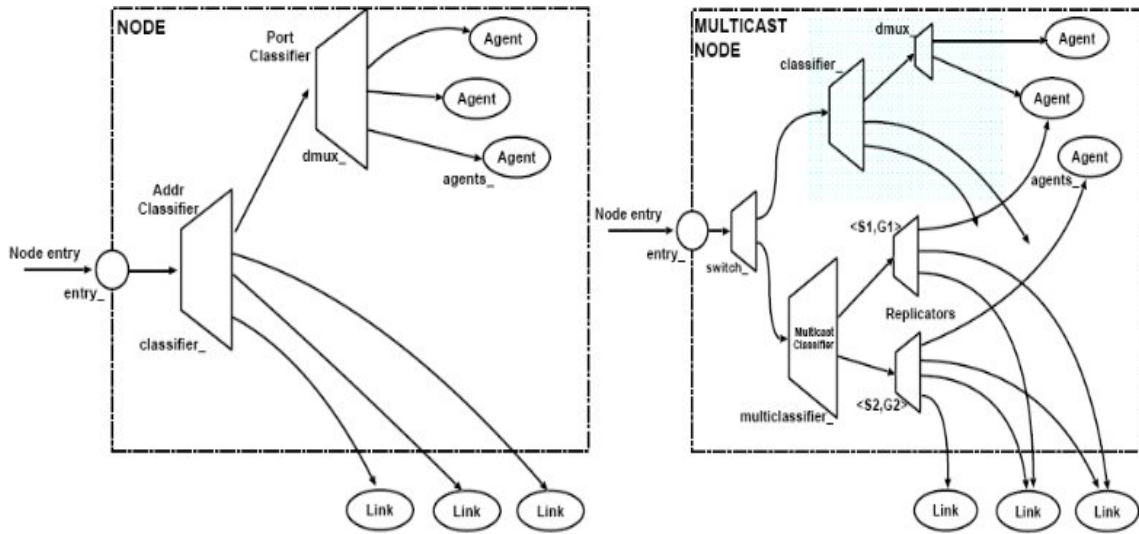 NODE
Port
Classifier
Agent
Agent
Agent
dmux_
agents_
Addr
Classifier
Node entry
entry_
classifier_
Link
Link
Link
MULTICAST
NODE
dmux_
classifier_
Agent
Agent
Agent
agents_
Node entry
entry_
switch_
<S1,G1>
Replicators
Multicast
Classifier
<S2,G2>
multiclassifier_
Link
Link
Link